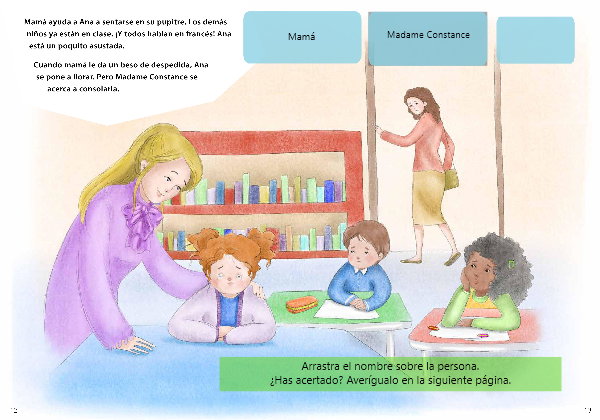 Mamá ayuda a Ana a sentarse en su pupitre. Los demás
niños ya están en clase. ¡Y todos hablan en francés! Ana
está un poquito asustada.
Cuando mamá le da un beso de despedida, Ana
se pone a llorar. Pero Madame Constance se
acerca a consolarla.
Mamá
Madame Constance
Arrastra el nombre sobre la persona.
¿Has acertado? Averígualo en la siguiente página.
12